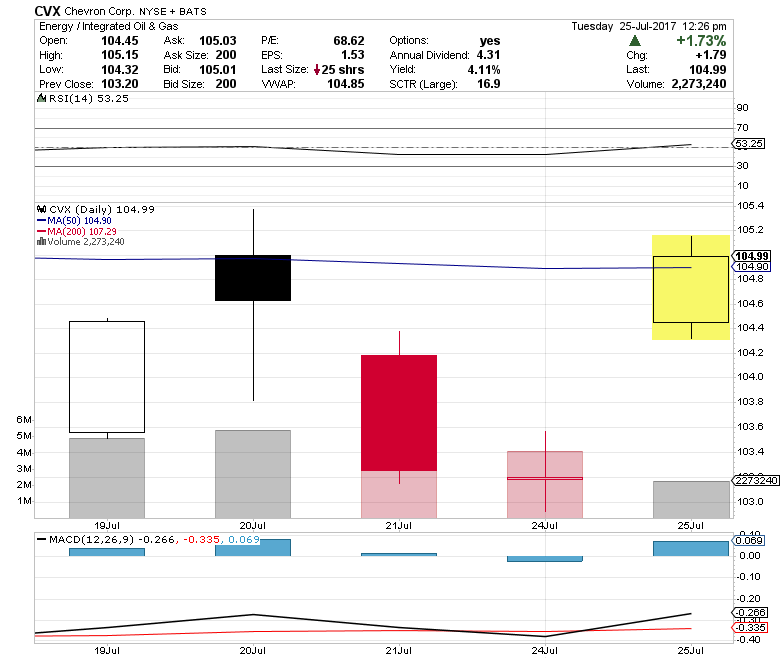 CVX Chevron Corp. NYSE + BATS
Energy / Integrated Oil & Gas
Tuesday 25-Jul-2017 12:26 pm
Open: 104.45 Ask: 105.03 P/E: 68.62 Options: yes +1.73%
High: 105.15 Ask Size: 200 EPS: 1.53 Annual Dividend: 4.31 Chg: +1.79
Low: 104.32 Bid: 105.01 Last Size: 25 shrs Yield: 4.11% Last: 104.99
Prev Close: 103.20 Bid Size: 200 VWAP: 104.85 SCTR (Large): 16.9 Volume: 2,273,240
RSI(14) 53.25
90
70
53.25
30
10
CVX (Daily) 104.99
MA(50) 104.90
MA(200) 107.29
Volume 2,273,240
105.4
105.2
104.99
104.90
104.8
104.6
104.4
104.2
104.0
103.8
103.6
103.4
2273240
103.0
6M
5M
4M
3M
2M
1M
19Jul 20Jul 21Jul 24Jul 25Jul
MACD(12,26,9) -0.266, -0.335, 0.069
0.069
0.00
-0.10
-0.20
-0.266
-0.335
-0.40
19Jul 20Jul 21Jul 24Jul 25Jul